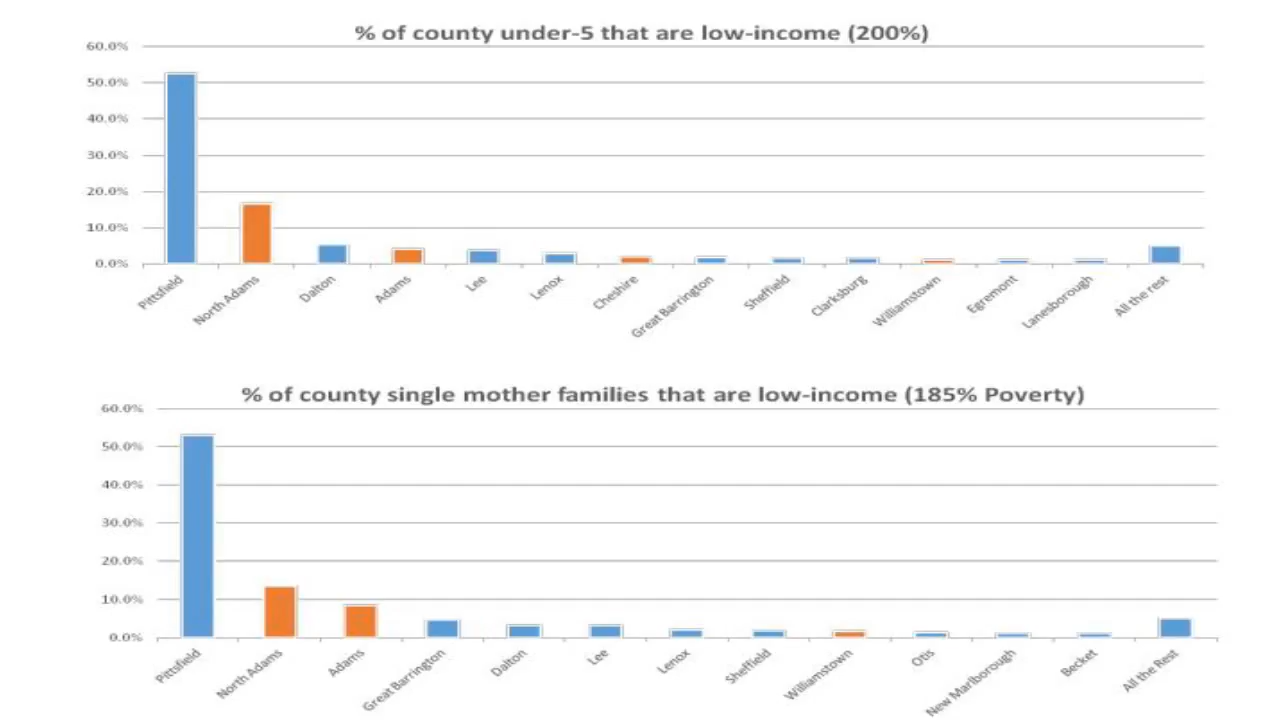 % of county under-5 that are low-income (200%)
60.0%
50.0%
40.0%
30.0%
20.0%
10.0%
0.0%
Pittsfield
North Adams
Dalton
Adams
Lee
Lenox
Cheshire
Great Barrington
Sheffield
Clarksburg
Williamstown
Egremont
Lanesborough
All the rest
% of county single mother families that are low-income (185% Poverty)
60.0%
50.0%
40.0%
30.0%
20.0%
10.0%
0.0%
Pittsfield
North Adams
Adams
Great Barrington
Dalton
Lee
Lenox
Sheffield
Williamstown
Otis
New Marlborough
Becket
All the Rest